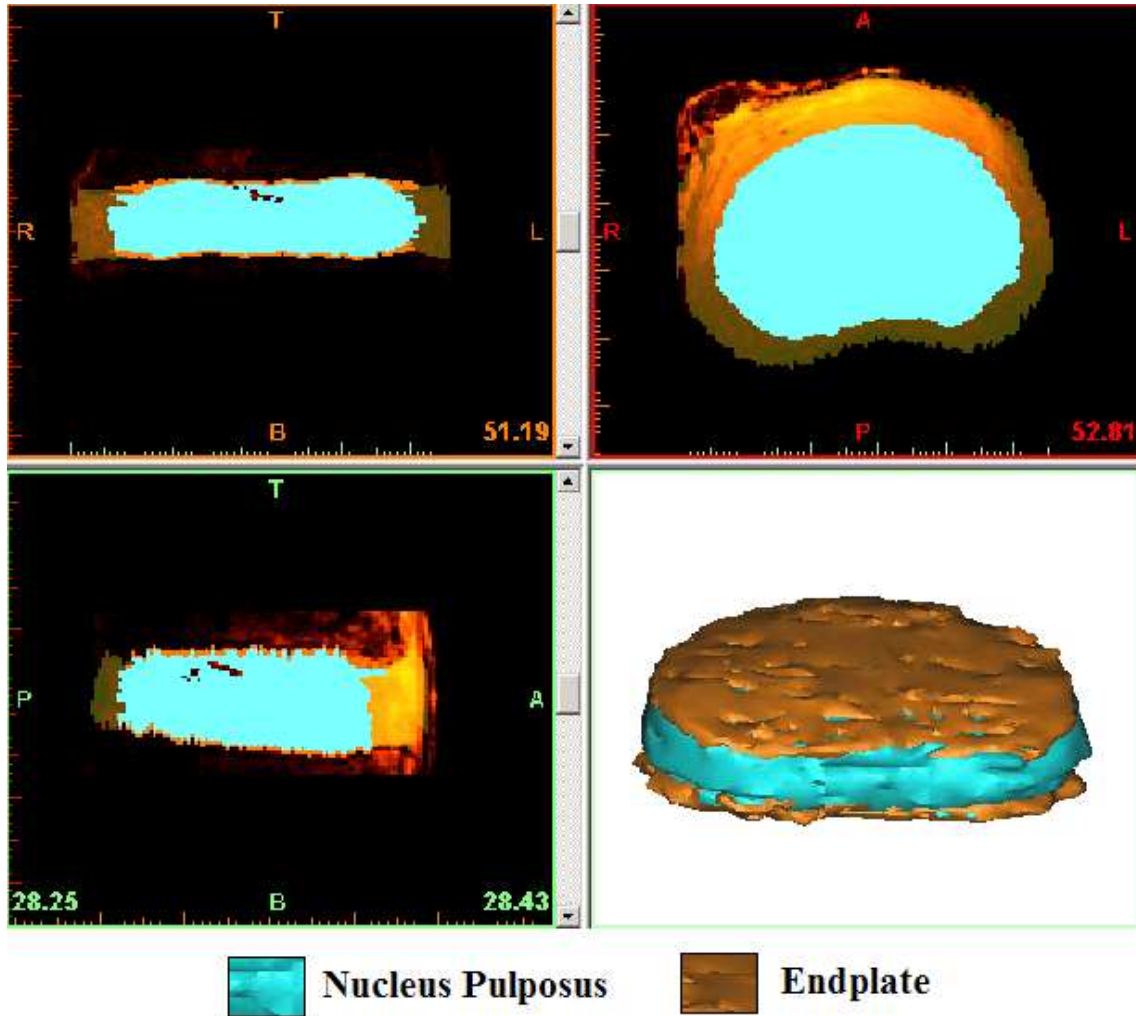 T
R
L
B
51.19
A
R
L
P
52.81
T
P
A
28.25
B
28.43
Nucleus Pulposus
Endplate